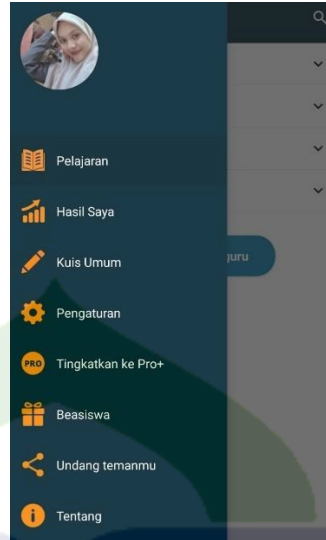 Pelajaran
Hasil Saya
Kuis Umum
guru
Pengaturan
PRO
Tingkatkan ke Pro+
Beasiswa
Undang temanmu
Tentang